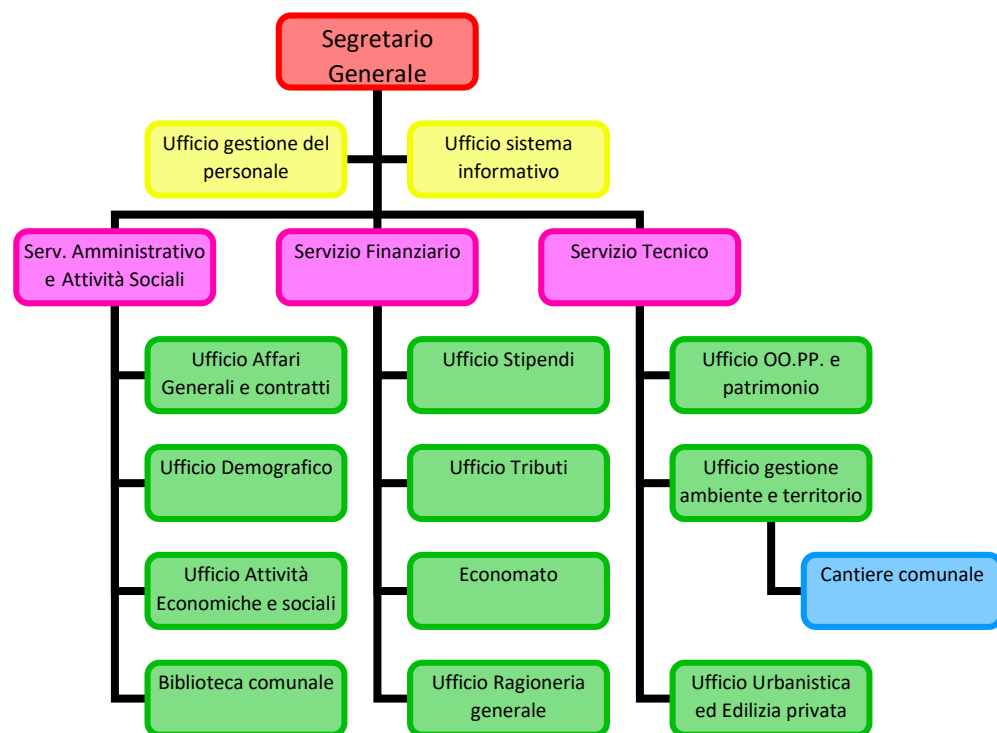 Segretario
Generale
Ufficio gestione del
personale
Ufficio sistema
informativo
Serv. Amministrativo
e Attività Sociali
Servizio Finanziario
Servizio Tecnico
Ufficio Affari
Generali e contratti
Ufficio Stipendi
Ufficio OO.PP. e
patrimonio
Ufficio Demografico
Ufficio Tributi
Ufficio gestione
ambiente e territorio
Ufficio Attività
Economiche e sociali
Economato
Cantiere comunale
Biblioteca comunale
Ufficio Ragioneria
generale
Ufficio Urbanistica
ed Edilizia privata